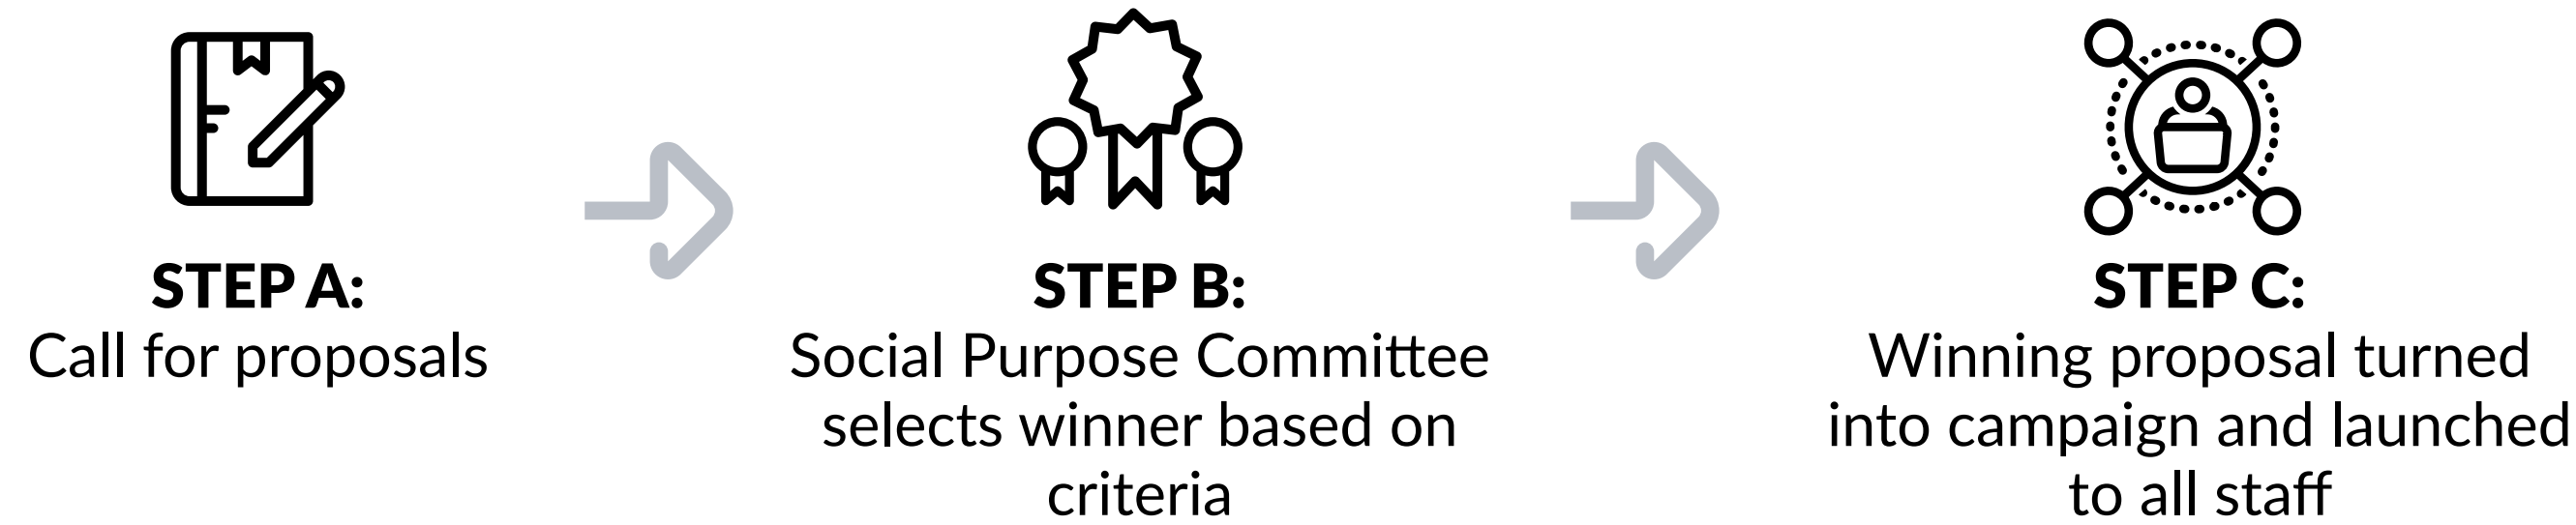 STEP A:
Call for proposals
STEP B:
Social Purpose Committee
selects winner based on
criteria
STEP C:
Winning proposal turned
into campaign and launched
to all staff